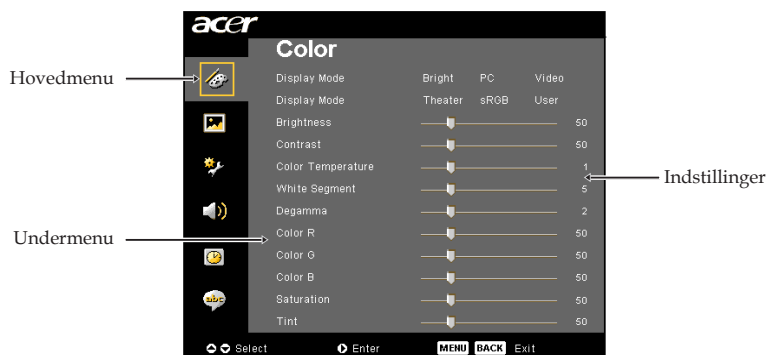 acer
Color
Hovedmenu
Display Mode Bright PC Video
Display Mode Theater sRGB User
Brightness 50
Contrast 50
Color Temperature 1
Indstillinger
White Segment 5
Degamma 2
Undermenu
Color R 50
Color G 50
Color B 50
abc
Saturation 50
Tint 50
Select Enter MENU BACK Exit